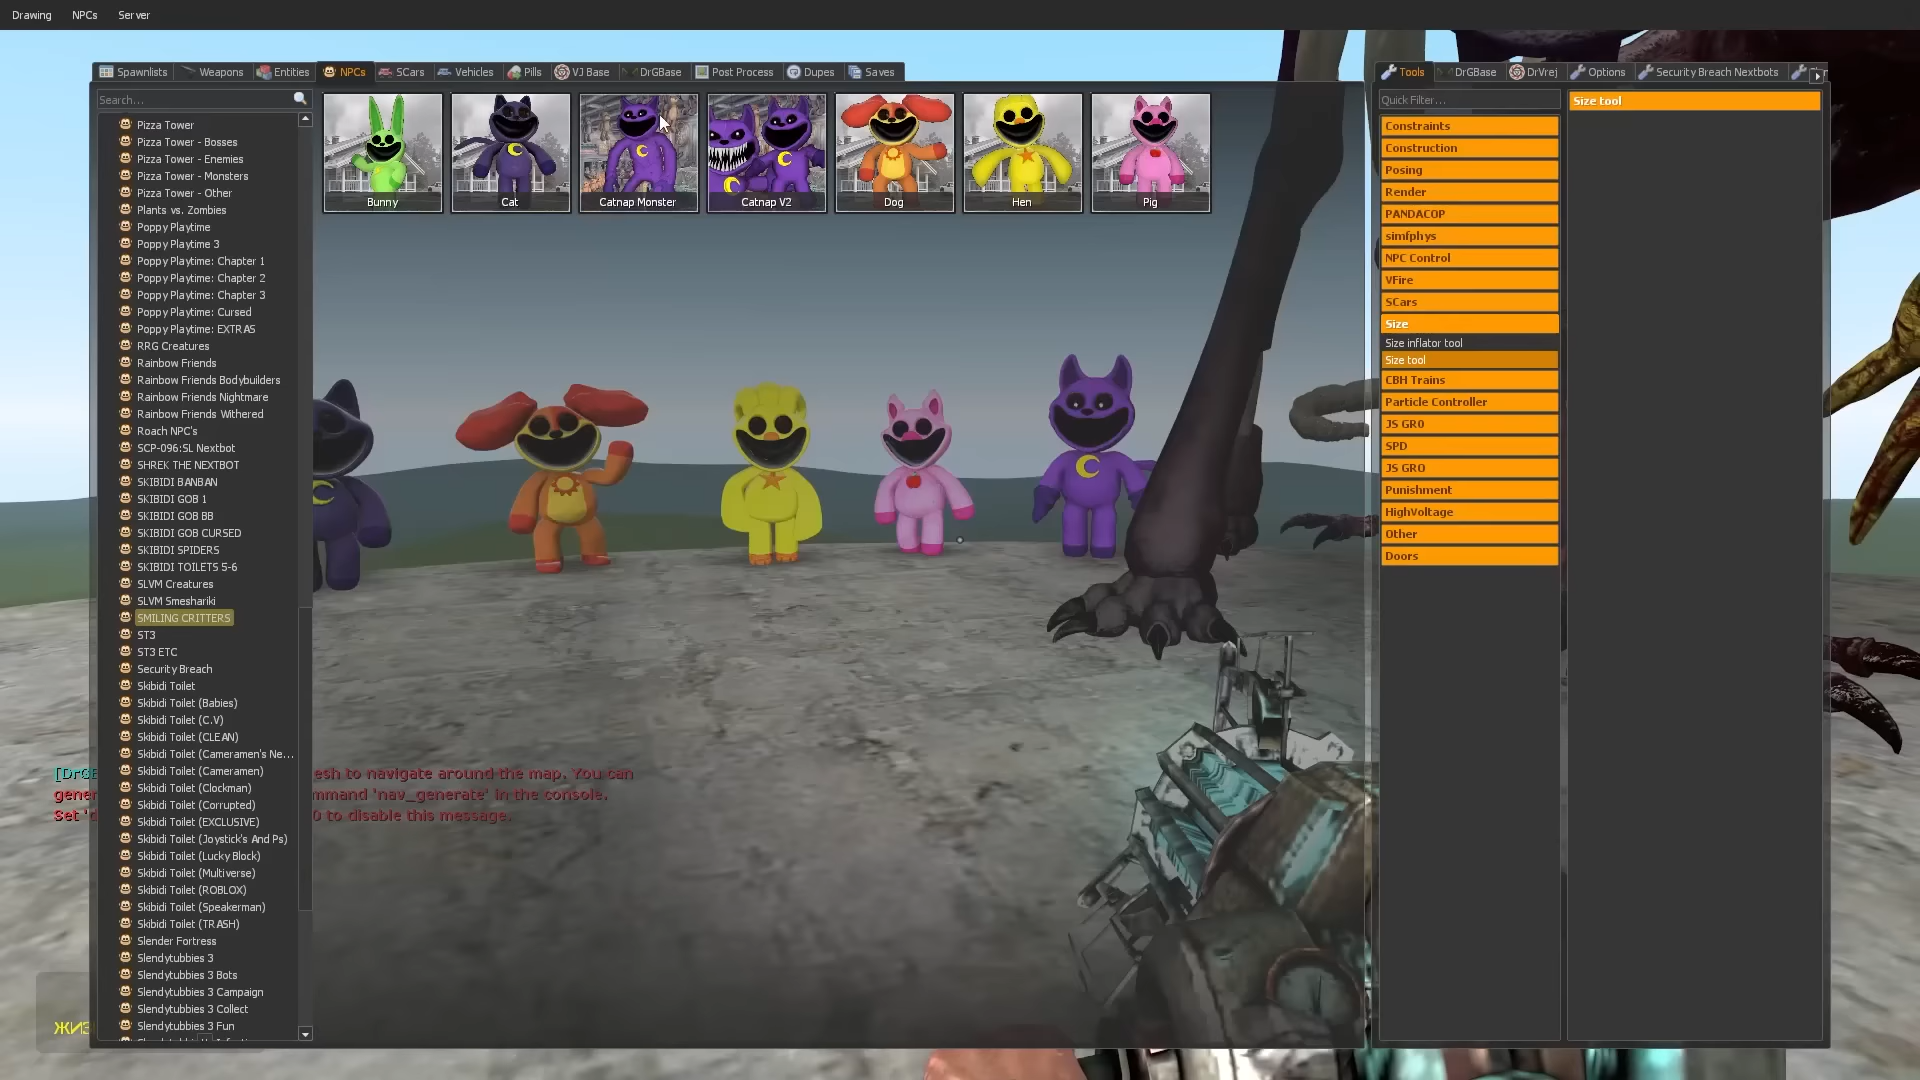 Drawing NPCs Server
Spawnlists Weapons Entities NPCs SCars Vehicles Pills VJ Base DrGBase Post Process Dupes Saves
Tools DrGBase DrVrej Options Security Breach Nextbots
Search...
Quick Filter...
Size tool
Bunny Cat Catnap Monster Catnap V2 Dog Hen Pig
Pizza Tower
Pizza Tower - Bosses
Pizza Tower - Enemies
Pizza Tower - Monsters
Pizza Tower - Other
Plants vs. Zombies
Poppy Playtime
Poppy Playtime 3
Poppy Playtime: Chapter 1
Poppy Playtime: Chapter 2
Poppy Playtime: Chapter 3
Poppy Playtime: Cursed
Poppy Playtime: EXTRAS
RRG Creatures
Rainbow Friends
Rainbow Friends Bodybuilders
Rainbow Friends Nightmare
Rainbow Friends Withered
Roach NPC's
SCP-096:SL Nextbot
SHREK THE NEXTBOT
SKIBIDI BANBAN
SKIBIDI GOB 1
SKIBIDI GOB BB
SKIBIDI GOB CURSED
SKIBIDI SPIDERS
SKIBIDI TOILETS 5-6
SLVM Creatures
SLVM Smeshariki
SMILING CRITTERS
ST3
ST3 ETC
Security Breach
Skibidi Toilet
Skibidi Toilet (Babies)
Skibidi Toilet (C.V)
Skibidi Toilet (CLEAN)
Skibidi Toilet (Cameramen's Ne...
Skibidi Toilet (Cameramen)
Skibidi Toilet (Clockman)
Skibidi Toilet (Corrupted)
Skibidi Toilet (EXCLUSIVE)
Skibidi Toilet (Joystick's And Ps)
Skibidi Toilet (Lucky Block)
Skibidi Toilet (Multiverse)
Skibidi Toilet (ROBLOX)
Skibidi Toilet (Speakerman)
Skibidi Toilet (TRASH)
Slender Fortress
Slendytubbies 3
Slendytubbies 3 Bots
Slendytubbies 3 Campaign
Slendytubbies 3 Collect
Slendytubbies 3 Fun
to navigate around the map. You can
'nav_generate' in the console.
Set 0 to disable this message.
Constraints
Construction
Posing
Render
PANDACOP
simfphys
NPC Control
VFire
SCars
Size
Size inflator tool
Size tool
CBH Trains
Particle Controller
JS GRO
SPD
JS GRO
Punishment
HighVoltage
Other
Doors